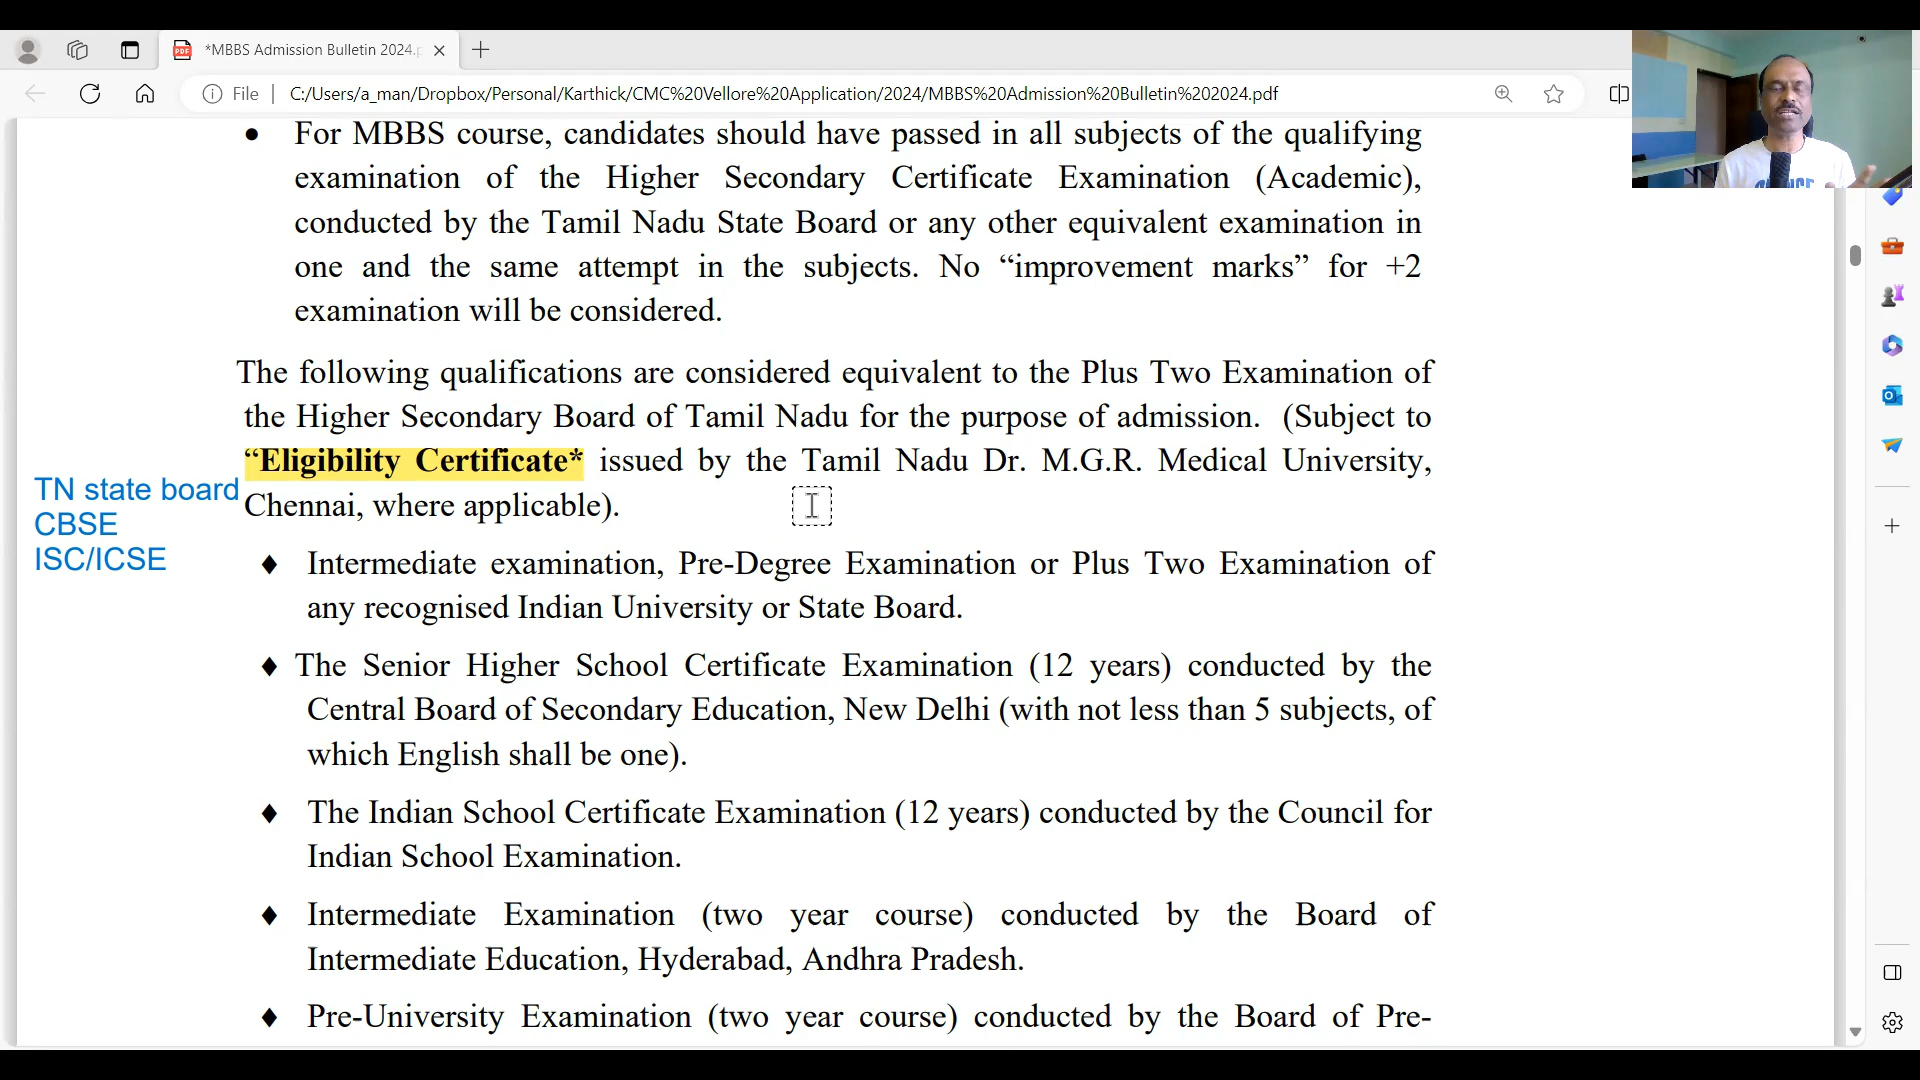 *MBBS Admission Bulletin 2024.p
File
C:/Users/a_man/Dropbox/Personal/Karthick/CMC%20Vellore%20Application/2024/MBBS%20Admission%20Bulletin%202024.pdf
• For MBBS course, candidates should have passed in all subjects of the qualifying
examination of the Higher Secondary Certificate Examination (Academic),
conducted by the Tamil Nadu State Board or any other equivalent examination in
one and the same attempt in the subjects. No “improvement marks” for +2
examination will be considered.
The following qualifications are considered equivalent to the Plus Two Examination of
the Higher Secondary Board of Tamil Nadu for the purpose of admission. (Subject to
“Eligibility Certificate* issued by the Tamil Nadu Dr. M.G.R. Medical University,
Chennai, where applicable).
TN state board
CBSE
ISC/ICSE
♦ Intermediate examination, Pre-Degree Examination or Plus Two Examination of
any recognised Indian University or State Board.
♦ The Senior Higher School Certificate Examination (12 years) conducted by the
Central Board of Secondary Education, New Delhi (with not less than 5 subjects, of
which English shall be one).
♦ The Indian School Certificate Examination (12 years) conducted by the Council for
Indian School Examination.
♦ Intermediate Examination (two year course) conducted by the Board of
Intermediate Education, Hyderabad, Andhra Pradesh.
♦ Pre-University Examination (two year course) conducted by the Board of Pre-